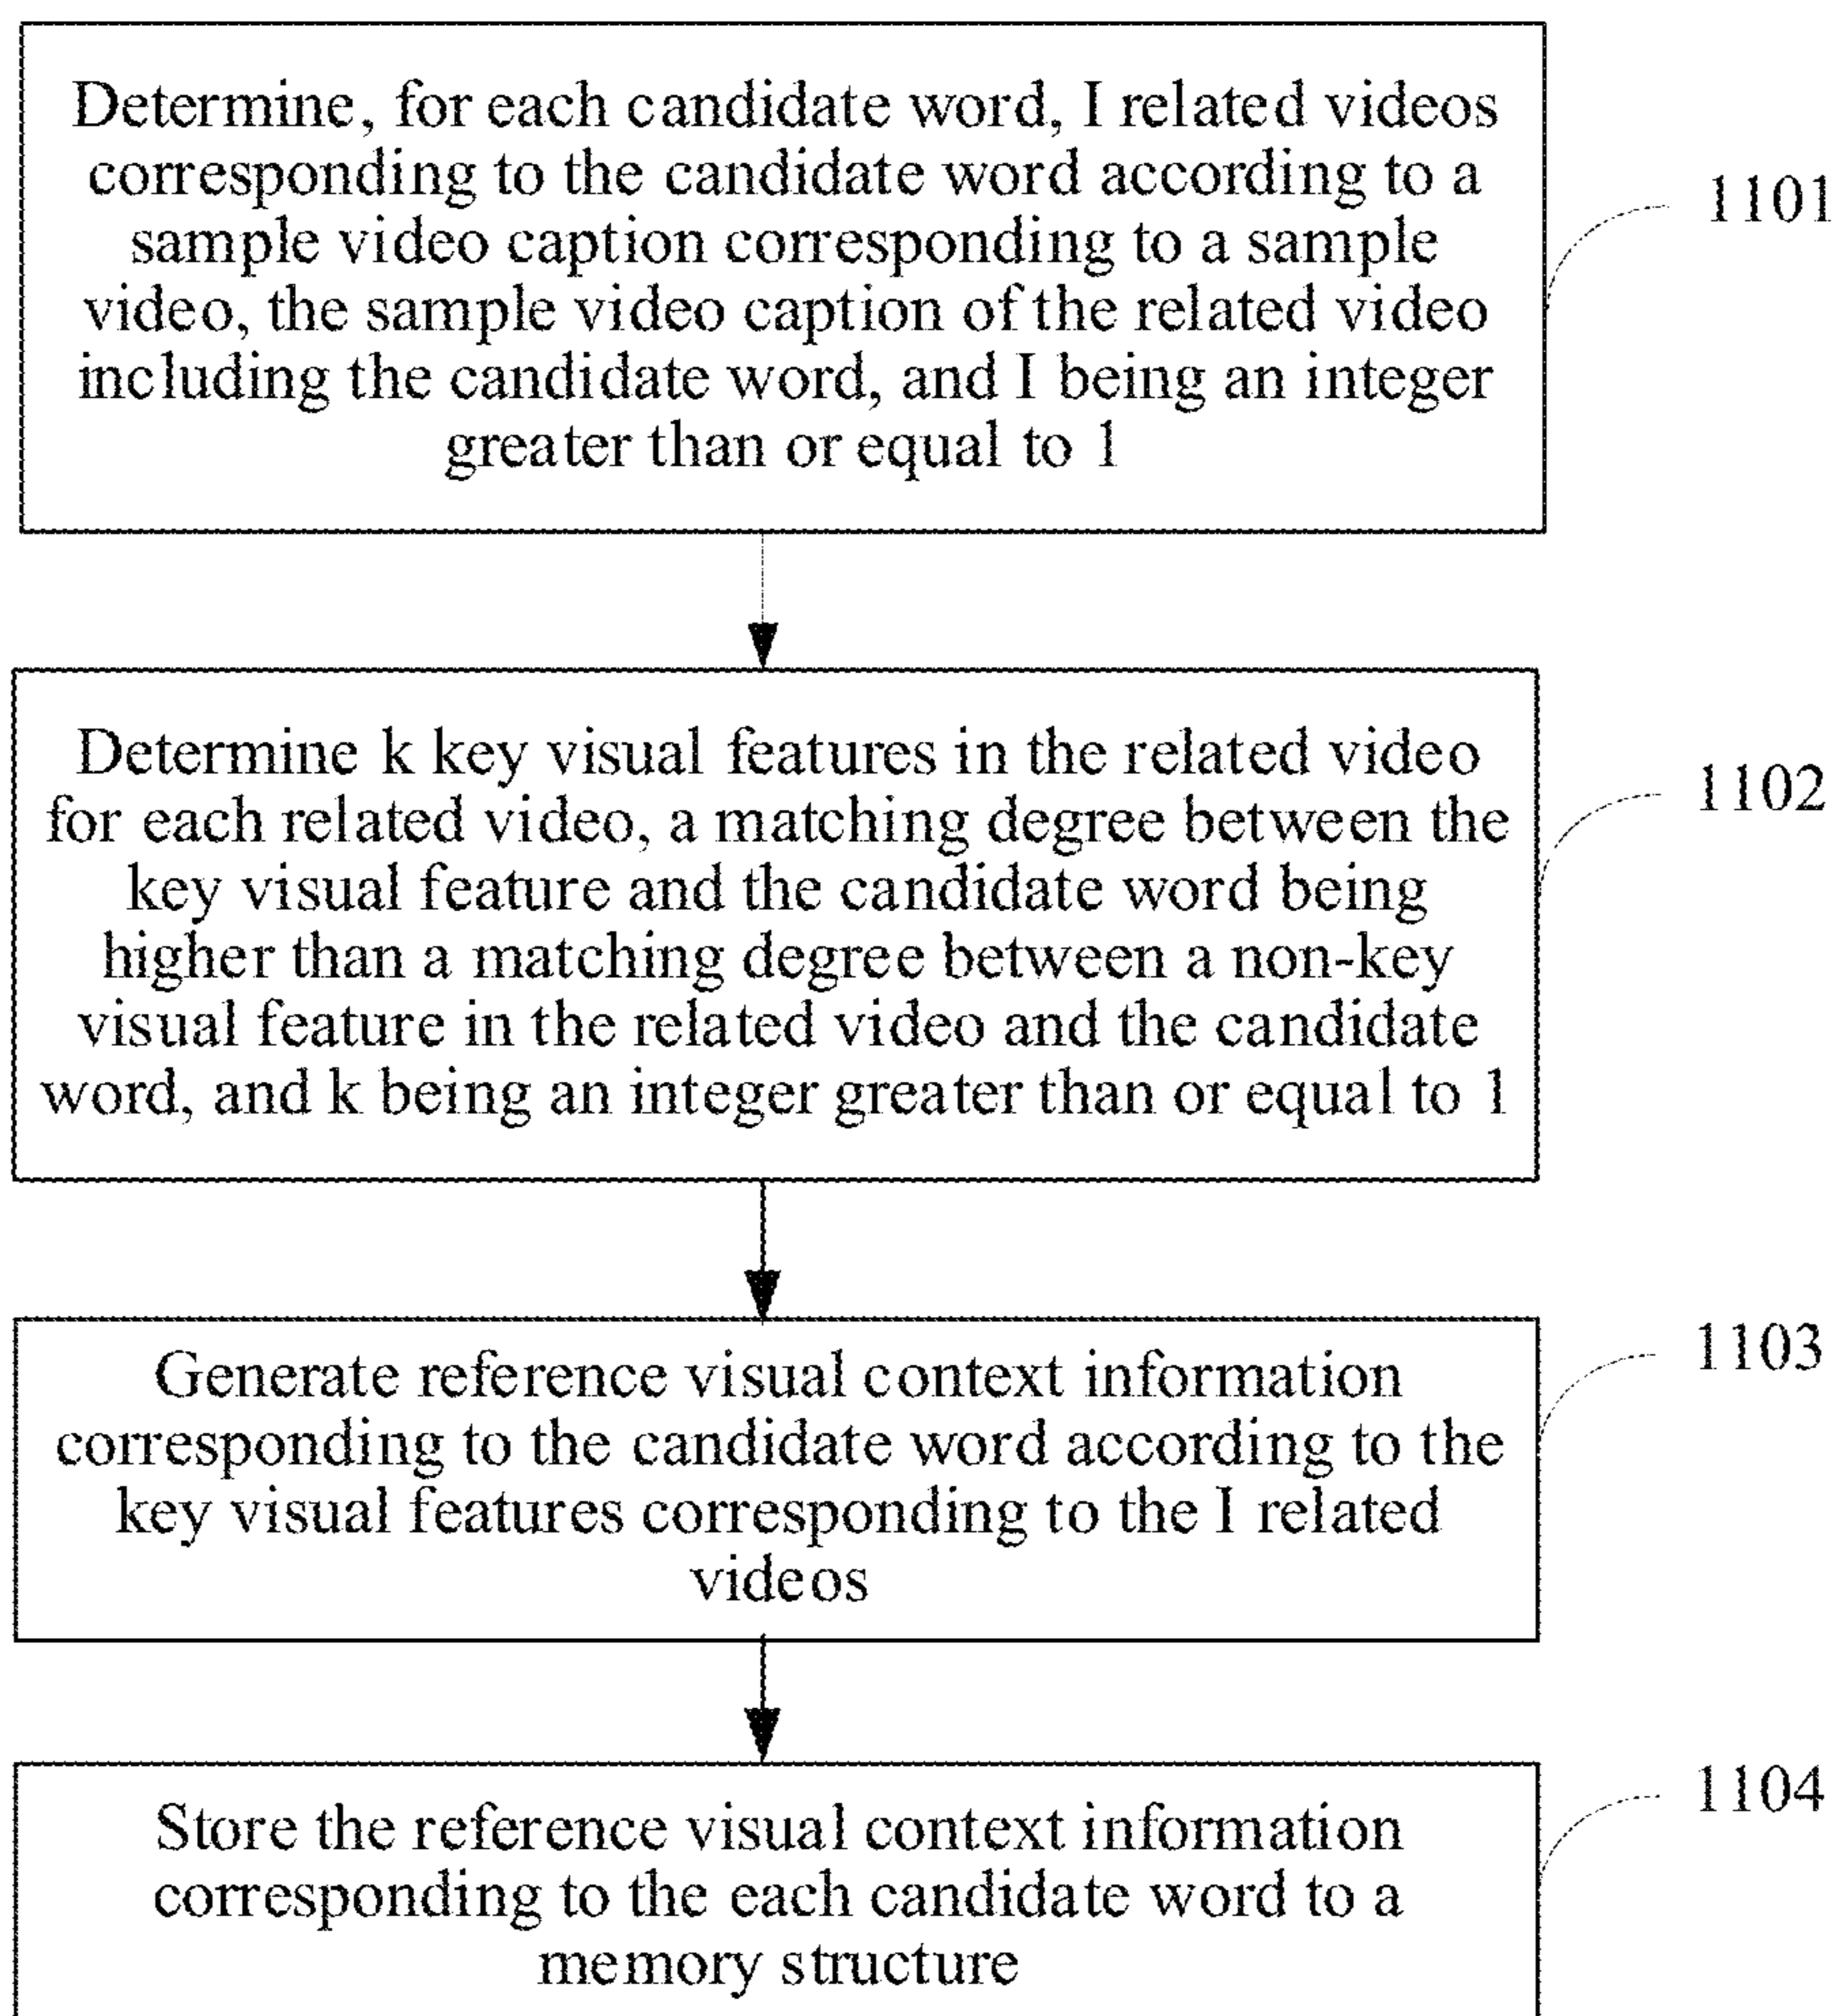 Determine, for each candidate word, I related videos
corresponding to the candidate word according to a
sample video caption corresponding to a sample
video, the sample video caption of the related video
including the candidate word, and I being an integer
greater than or equal to 1
1101
Determine k key visual features in the related video
for each related video, a matching degree between the
key visual feature and the candidate word being
higher than a matching degree between a non-key
visual feature in the related video and the candidate
word, and k being an integer greater than or equal to 1
1102
Generate reference visual context information
corresponding to the candidate word according to the
key visual features corresponding to the I related
videos
1103
Store the reference visual context information
corresponding to the each candidate word to a
memory structure
1104